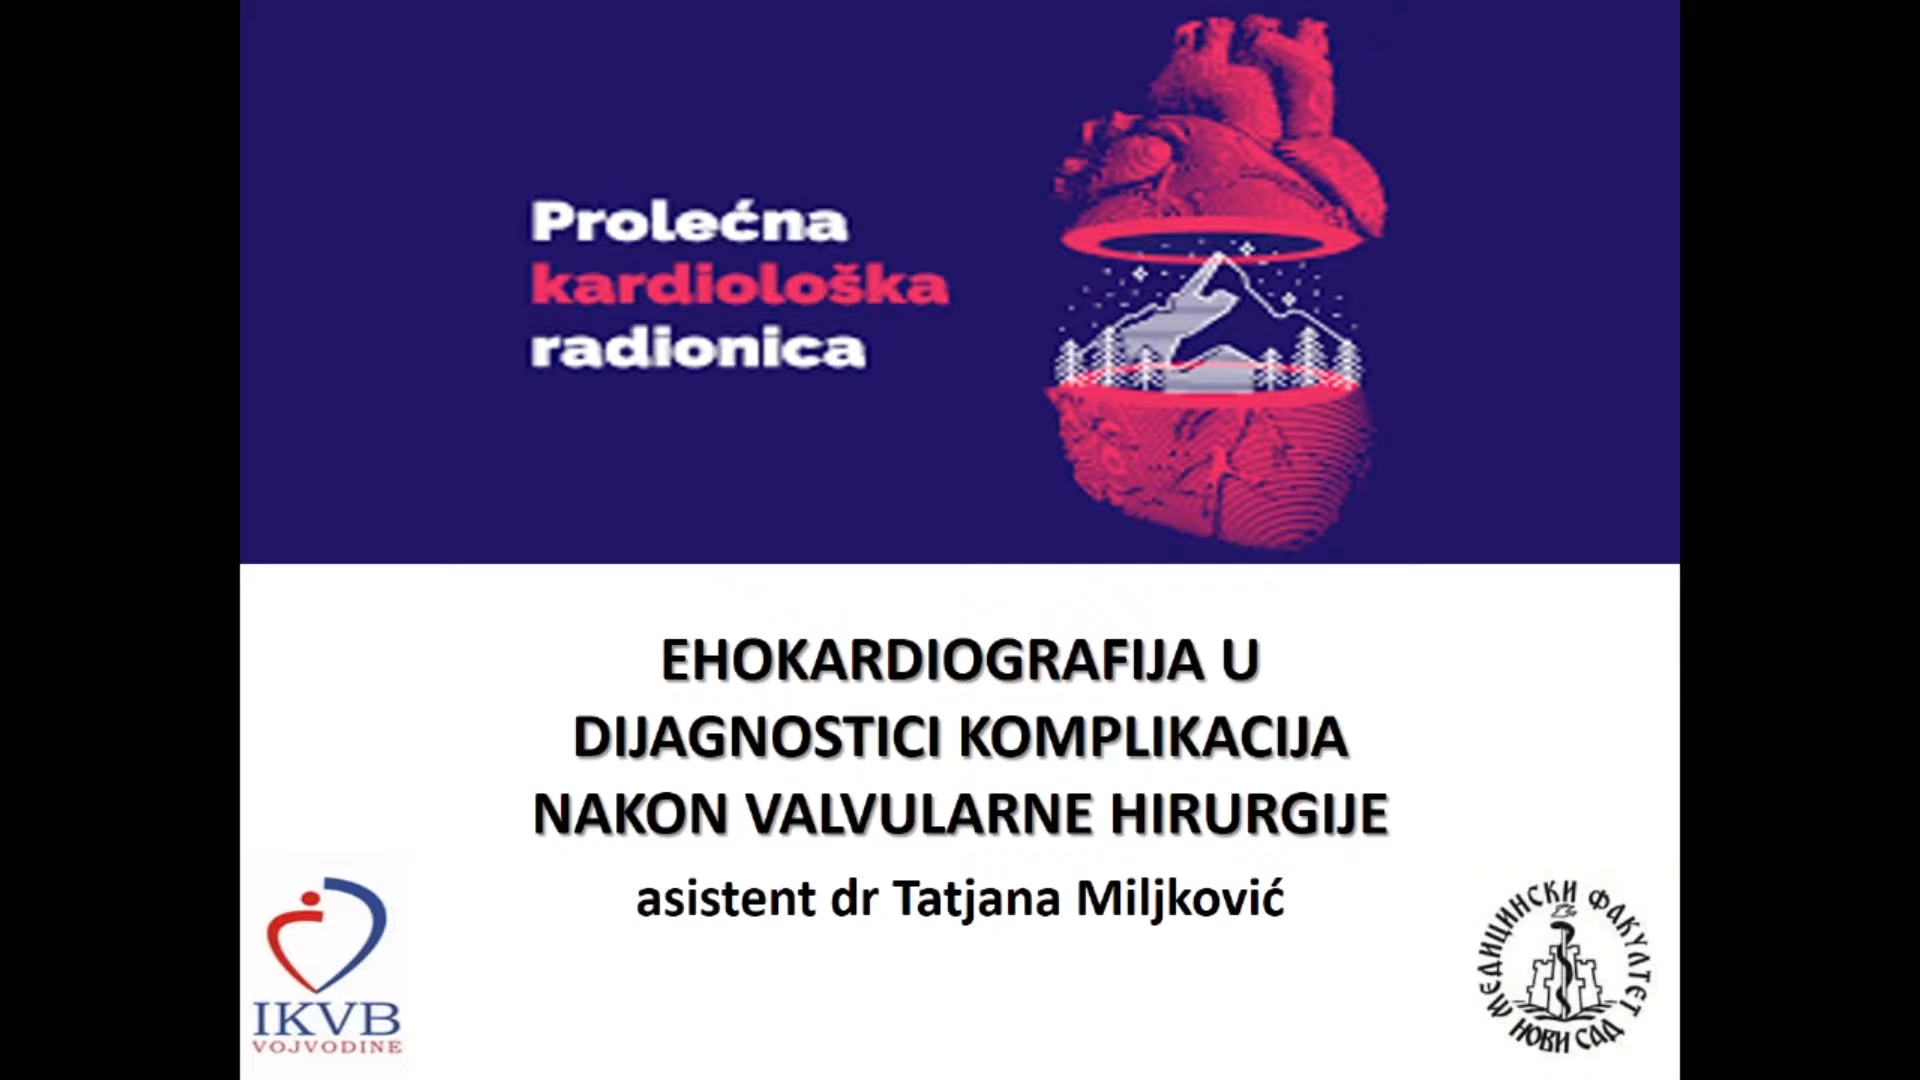 Prolećna
kardiološka
radionica
EHOKARDIOGRAFIJA U
DIJAGNOSTICI KOMPLIKACIJA
NAKON VALVULARNE HIRURGIJE
asistent dr Tatjana Miljković
IKVB
VOJVODINE
МЕДИЦИНСКИ ФАКУЛТЕТ
НОВИ САД